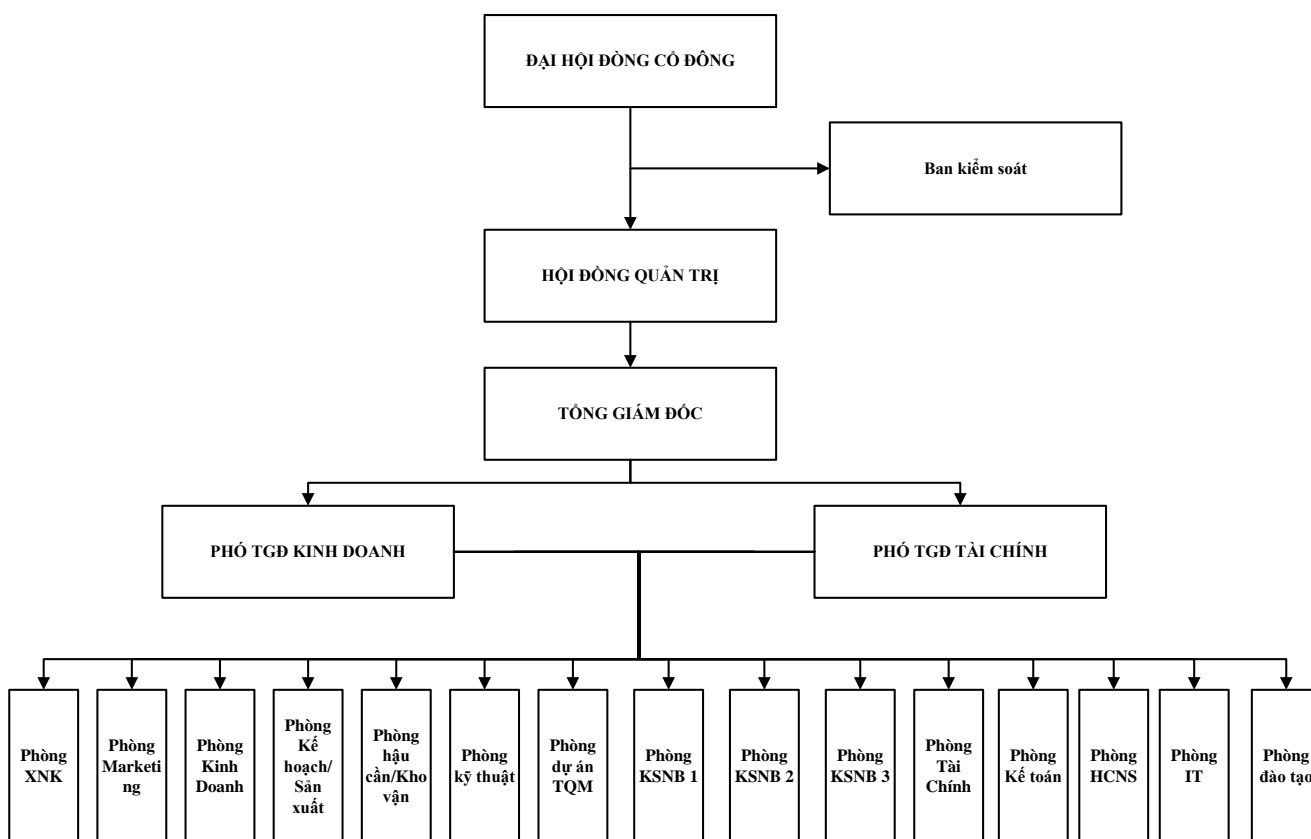 ĐẠI HỘI ĐỒNG CỔ ĐÔNG
Ban kiểm soát
HỘI ĐỒNG QUẢN TRỊ
TỔNG GIÁM ĐỐC
PHÓ TGĐ KINH DOANH
PHÓ TGĐ TÀI CHÍNH
Phòng
XNK
Phòng
Marketi
ng
Phòng
Kinh
Doanh
Phòng
Kế
hoạch/
Sản
xuất
Phòng
hậu
cần/Kho
vận
Phòng
kỹ thuật
Phòng
dự án
TQM
Phòng
KSNB 1
Phòng
KSNB 2
Phòng
KSNB 3
Phòng
Tài
Chính
Phòng
Kế toán
Phòng
HCNS
Phòng
IT
Phòng
đào tạo